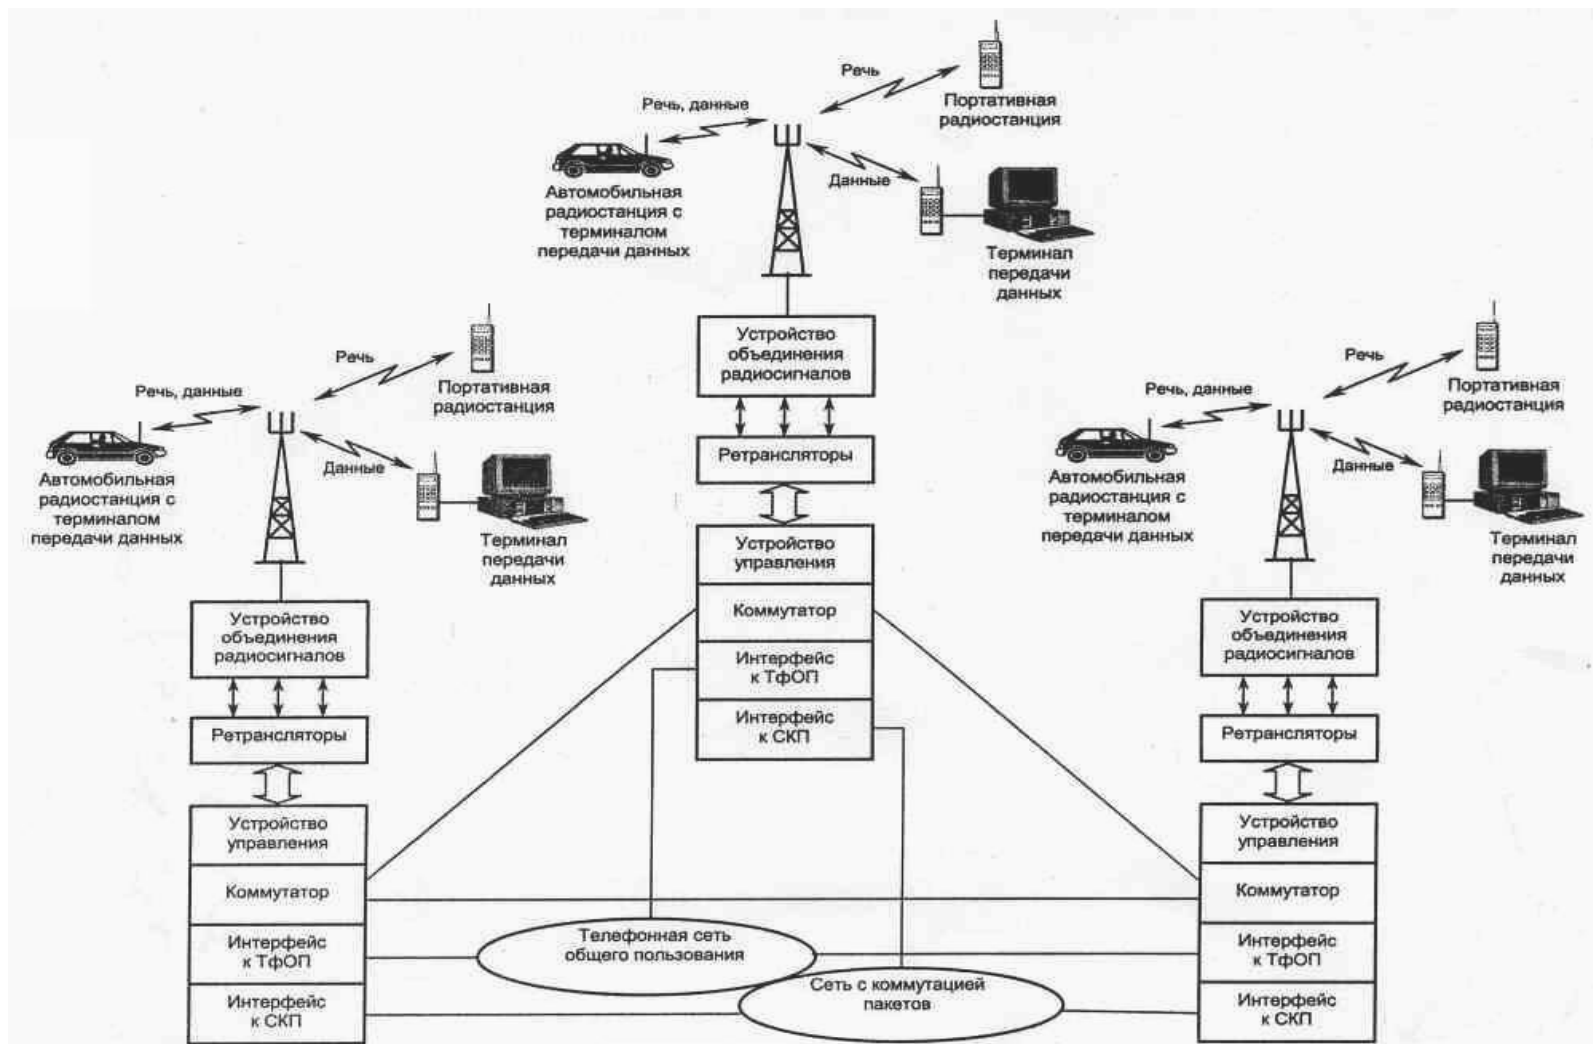 Речь
Портативная
радиостанция
Речь, данные
Данные
Автомобильная
радиостанция с
терминалом
передачи данных
Терминал
передачи
данных
Устройство
объединения
радиосигналов
Ретрансляторы
Устройство
управления
Коммутатор
Интерфейс
к ТфОП
Интерфейс
к СКП
Речь
Портативная
радиостанция
Речь, данные
Данные
Автомобильная
радиостанция с
терминалом
передачи данных
Терминал
передачи
данных
Устройство
объединения
радиосигналов
Ретрансляторы
Устройство
управления
Коммутатор
Интерфейс
к ТфОП
Интерфейс
к СКП
Речь
Портативная
радиостанция
Речь, данные
Данные
Автомобильная
радиостанция с
терминалом
передачи данных
Терминал
передачи
данных
Устройство
объединения
радиосигналов
Ретрансляторы
Устройство
управления
Коммутатор
Интерфейс
к ТфОП
Интерфейс
к СКП
Телефонная сеть
общего пользования
Сеть с коммутацией
пакетов